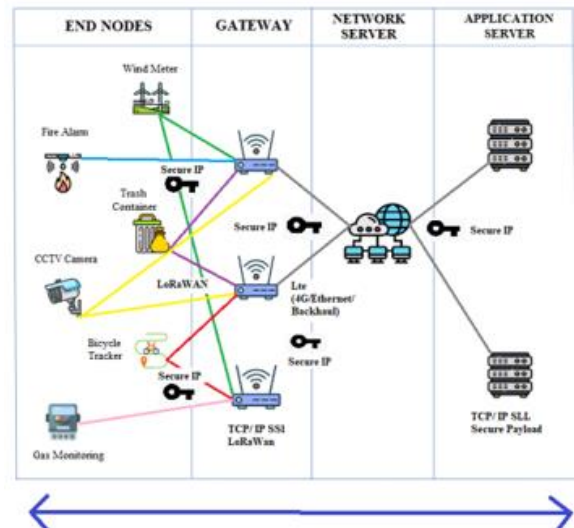 END NODES
GATEWAY
NETWORK
SERVER
APPLICATION
SERVER
Wind Meter
Fire Alarm
Secure IP
Trash
Container
Secure IP
Secure IP
CCTV Camera
LoRaWAN
Lte
(4G/Ethernet/
Backhaul)
Bicycle
Tracker
Secure IP
Secure IP
TCP/ IP SSI
LoRaWan
TCP/ IP SLL
Secure Payload
Gas Monitoring